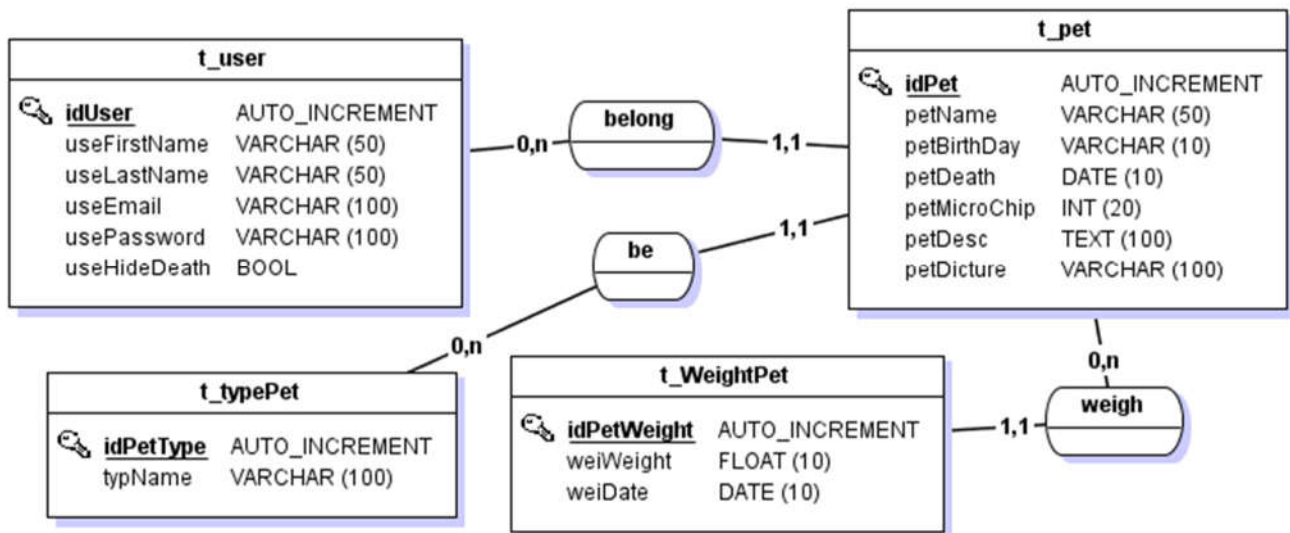 t_user
idUser AUTO_INCREMENT
useFirstName VARCHAR (50)
useLastName VARCHAR (50)
useEmail VARCHAR (100)
usePassword VARCHAR (100)
useHideDeath BOOL
0,n
belong
1,1
t_pet
idPet AUTO_INCREMENT
petName VARCHAR (50)
petBirthDay VARCHAR (10)
petDeath DATE (10)
petMicroChip INT (20)
petDesc TEXT (100)
petDicture VARCHAR (100)
1,1
be
0,n
t_typePet
idPetType AUTO_INCREMENT
typName VARCHAR (100)
t_WeightPet
idPetWeight AUTO_INCREMENT
weiWeight FLOAT (10)
weiDate DATE (10)
0,n
weigh
1,1